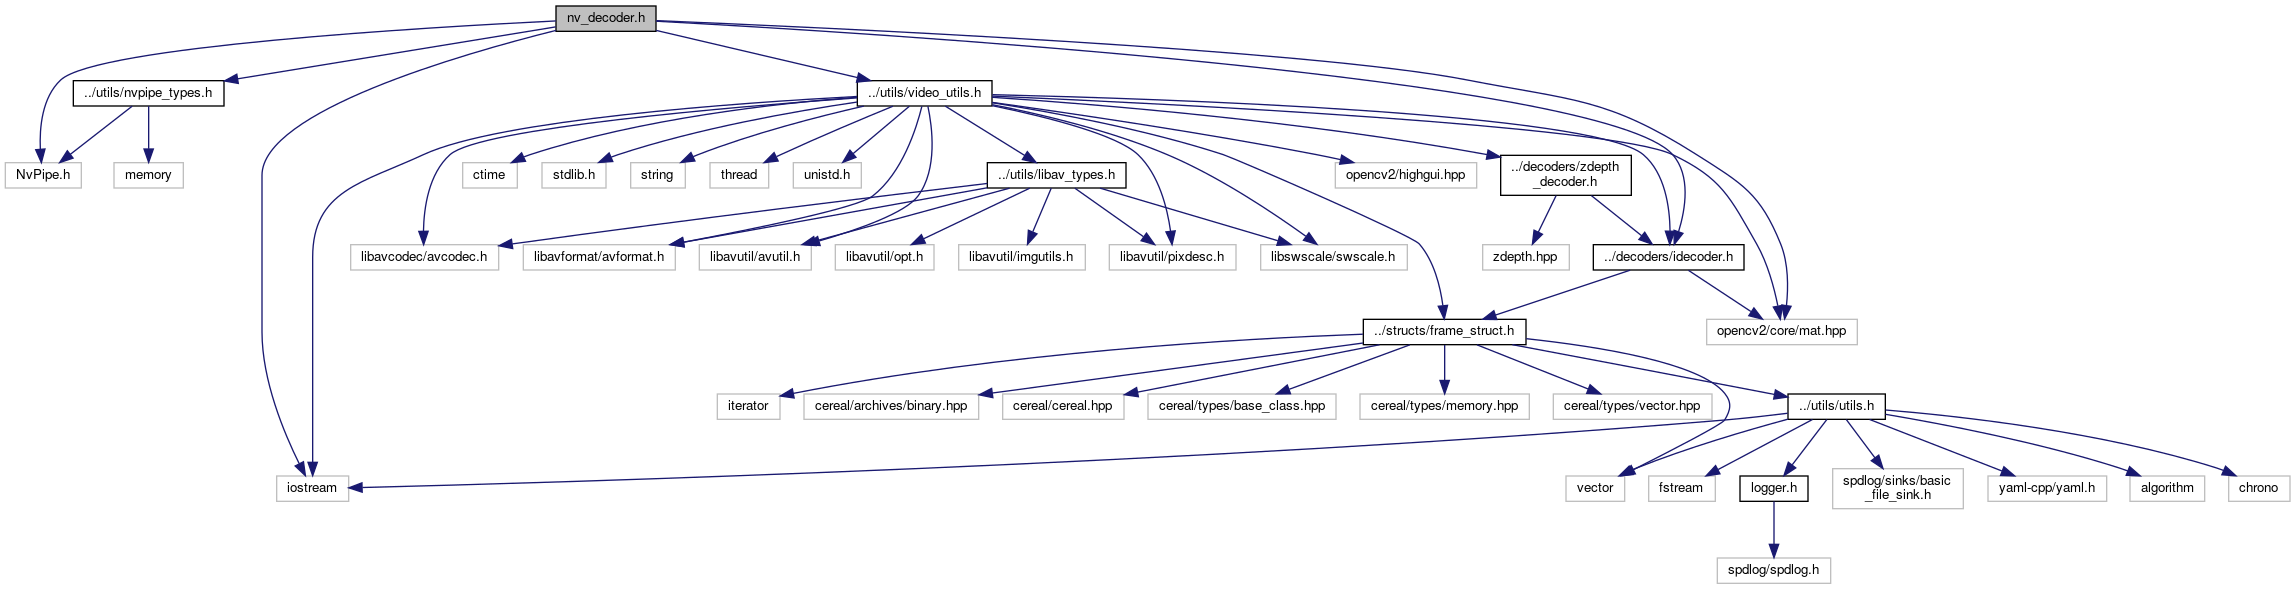 nv_decoder.h
../utils/nvpipe_types.h
../utils/video_utils.h
NvPipe.h
memory
ctime
stdlib.h
string
thread
unistd.h
../utils/libav_types.h
opencv2/highgui.hpp
../decoders/zdepth
_decoder.h
libavcodec/avcodec.h
libavformat/avformat.h
libavutil/avutil.h
libavutil/opt.h
libavutil/imgutils.h
libavutil/pixdesc.h
libswscale/swscale.h
zdepth.hpp
../decoders/idecoder.h
../structs/frame_struct.h
opencv2/core/mat.hpp
iterator
cereal/archives/binary.hpp
cereal/cereal.hpp
cereal/types/base_class.hpp
cereal/types/memory.hpp
cereal/types/vector.hpp
../utils/utils.h
iostream
vector
fstream
logger.h
spdlog/sinks/basic
_file_sink.h
yaml-cpp/yaml.h
algorithm
chrono
spdlog/spdlog.h